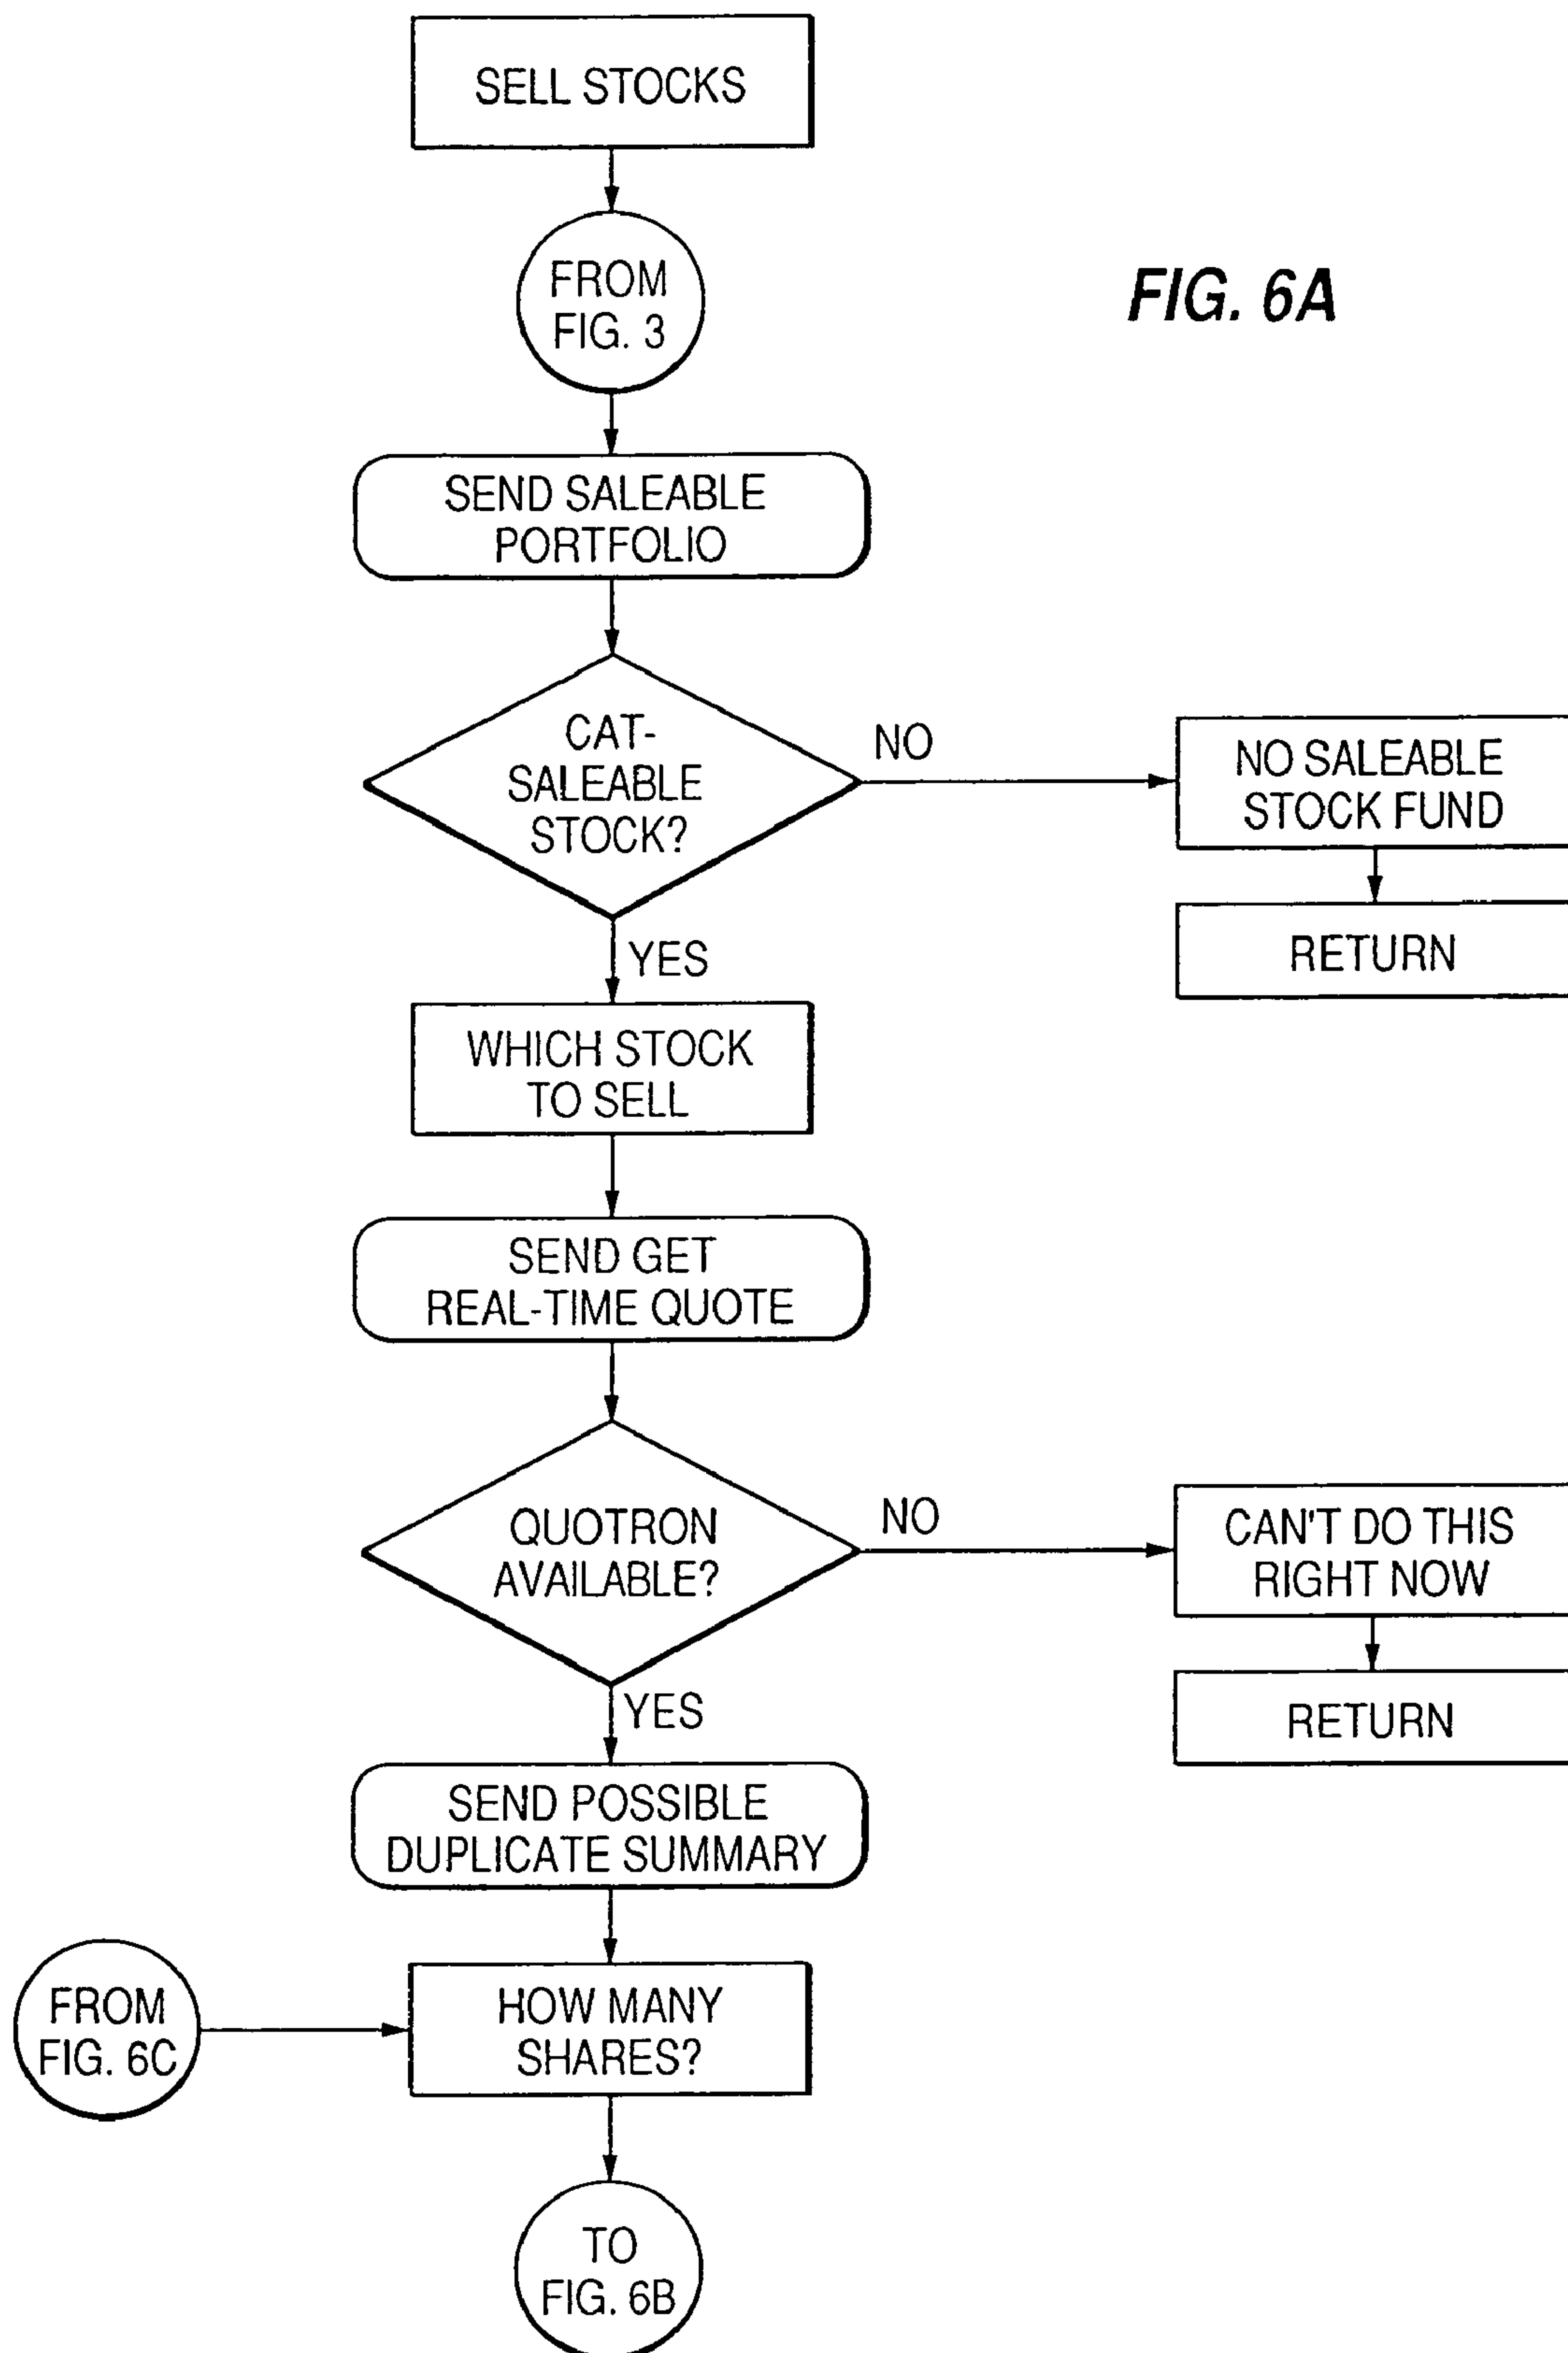 SELL STOCKS
FROM
FIG. 3
FIG. 6A
SEND SALEABLE
PORTFOLIO
CAT-
SALEABLE
STOCK?
NO
NO SALEABLE
STOCK FUND
RETURN
YES
WHICH STOCK
TO SELL
SEND GET
REAL-TIME QUOTE
QUOTRON
AVAILABLE?
NO
CAN'T DO THIS
RIGHT NOW
RETURN
YES
SEND POSSIBLE
DUPLICATE SUMMARY
FROM
FIG. 6C
HOW MANY
SHARES?
TO
FIG. 6B